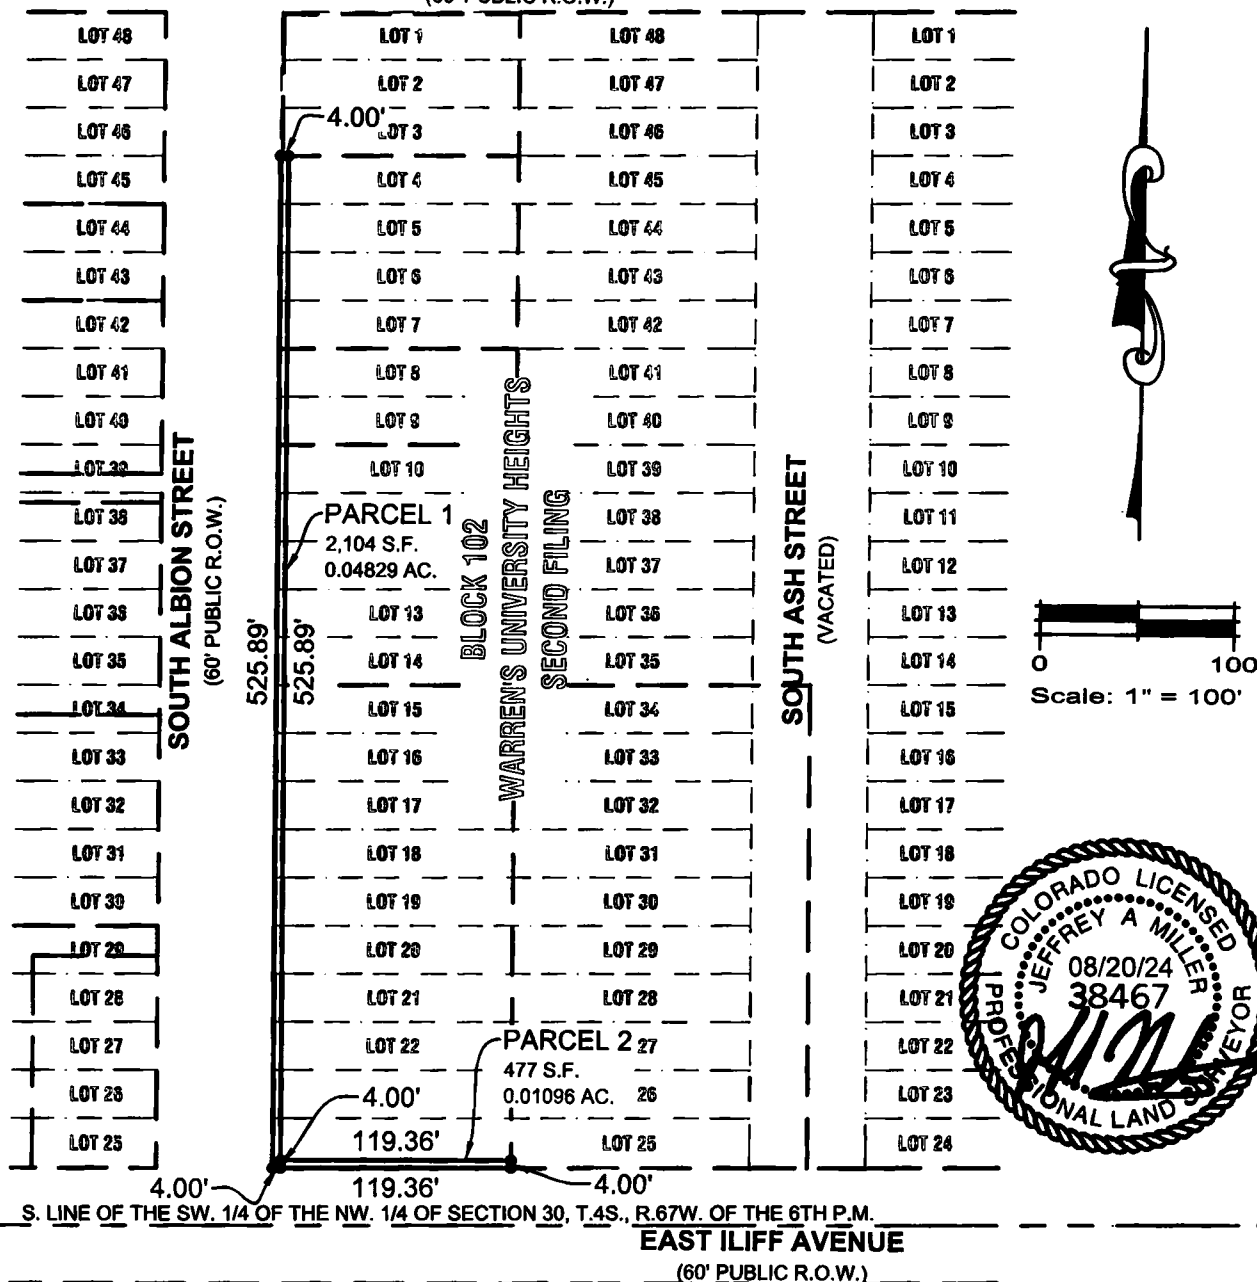 (60' PUBLIC R.O.W.)
LOT 48
LOT 47
LOT 46
LOT 45
LOT 44
LOT 43
LOT 42
LOT 41
LOT 40
LOT 39
LOT 38
LOT 37
LOT 36
LOT 35
LOT 34
LOT 33
LOT 32
LOT 31
LOT 30
LOT 29
LOT 28
LOT 27
LOT 26
LOT 25
SOUTH ALBION STREET
(60' PUBLIC R.O.W.)
525.89'
525.89'
4.00'
LOT 1
LOT 2
LOT 3
LOT 4
LOT 5
LOT 6
LOT 7
LOT 8
LOT 9
LOT 10
PARCEL 1
2,104 S.F.
0.04829 AC.
LOT 13
LOT 14
LOT 15
LOT 16
LOT 17
LOT 18
LOT 19
LOT 20
LOT 21
LOT 22
4.00'
119.36'
119.36'
4.00'
4.00'
BLOCK 102
WARREN'S UNIVERSITY HEIGHTS
SECOND FILING
PARCEL 2
477 S.F.
0.01096 AC.
LOT 48
LOT 47
LOT 46
LOT 45
LOT 44
LOT 43
LOT 42
LOT 41
LOT 40
LOT 39
LOT 38
LOT 37
LOT 36
LOT 35
LOT 34
LOT 33
LOT 32
LOT 31
LOT 30
LOT 29
LOT 28
27
26
LOT 25
SOUTH ASH STREET
(VACATED)
LOT 1
LOT 2
LOT 3
LOT 4
LOT 5
LOT 6
LOT 7
LOT 8
LOT 9
LOT 10
LOT 11
LOT 12
LOT 13
LOT 14
LOT 15
LOT 16
LOT 17
LOT 18
LOT 19
LOT 20
LOT 21
LOT 22
LOT 23
LOT 24
0 100
Scale: 1" = 100'
COLORADO LICENSED
JEFFREY A MILLER
08/20/24
38467
PROFESSIONAL LAND SURVEYOR
S. LINE OF THE SW. 1/4 OF THE NW. 1/4 OF SECTION 30, T.4S., R.67W. OF THE 6TH P.M.
EAST ILIFF AVENUE
(60' PUBLIC R.O.W.)